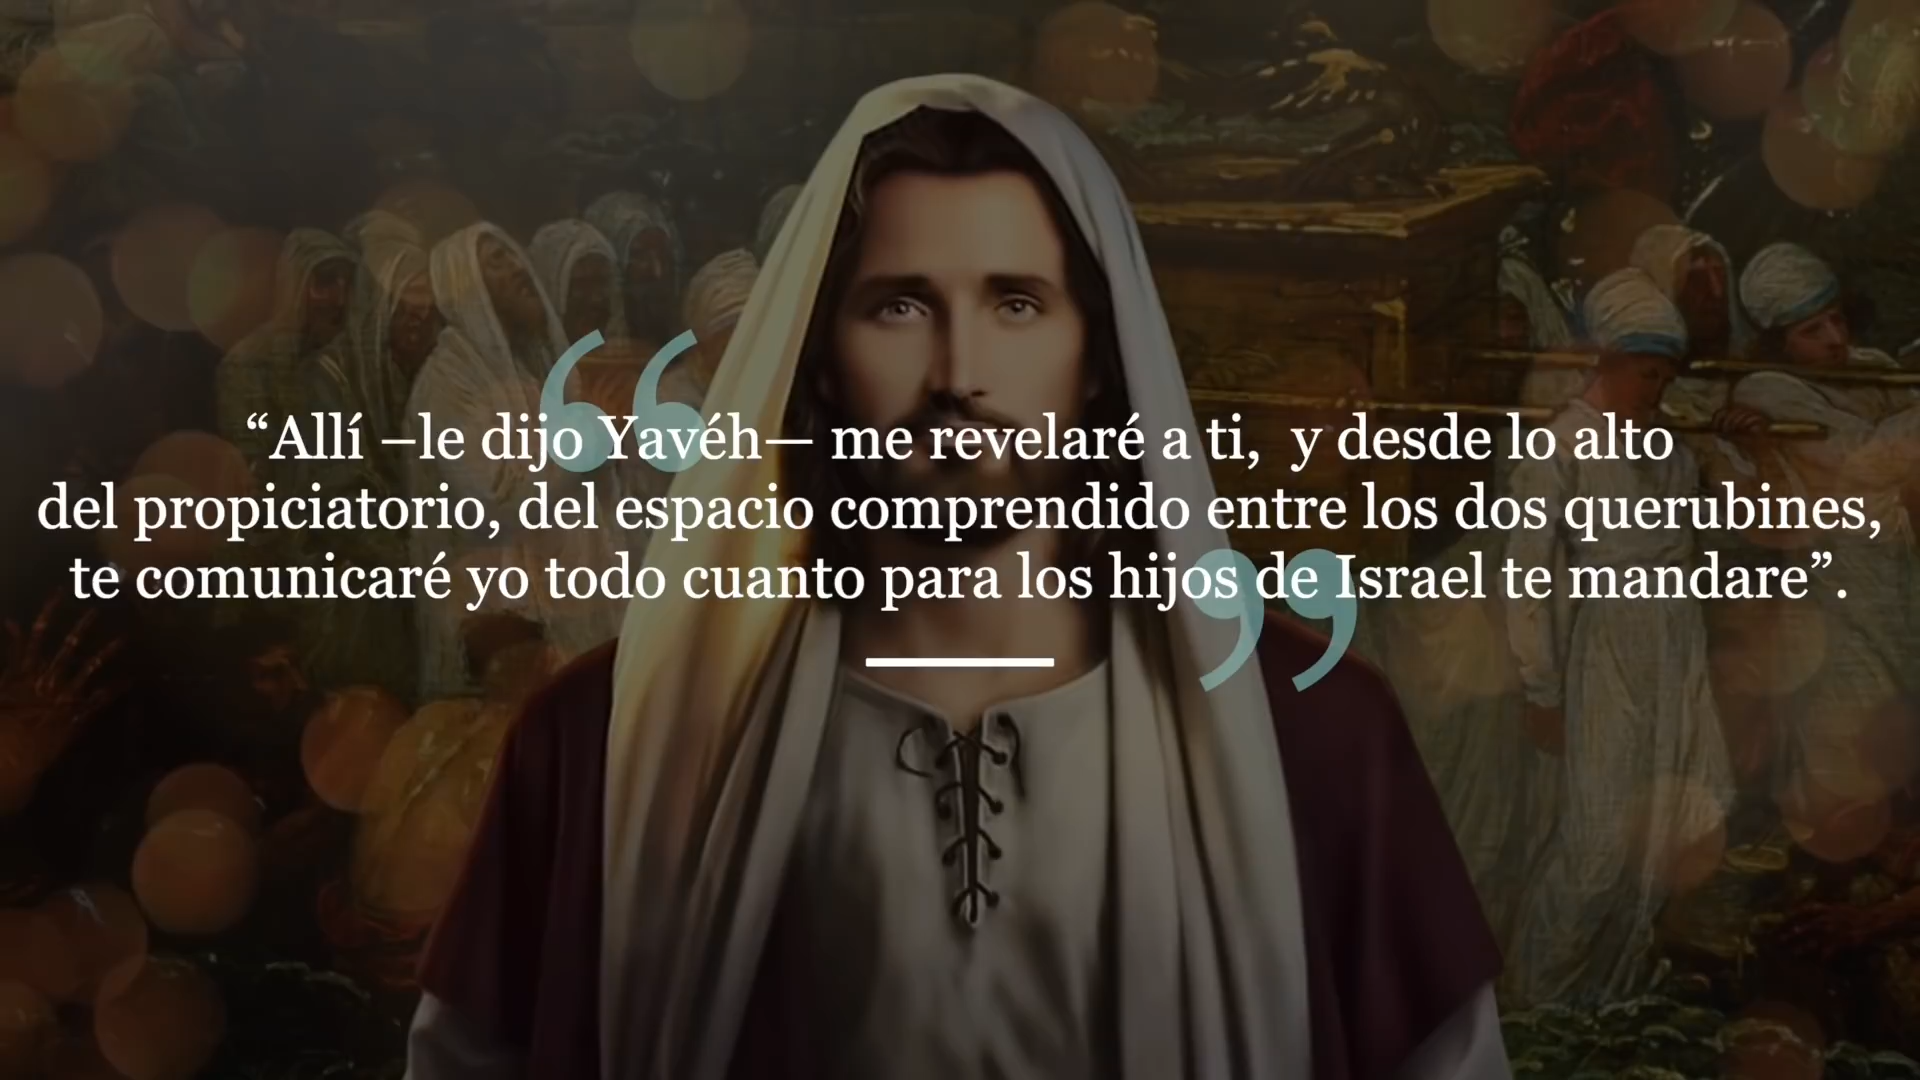 “Allí –le dijo Yavéh— me revelaré a ti,  y desde lo alto
del propiciatorio, del espacio comprendido entre los dos querubines,
te comunicaré yo todo cuanto para los hijos de Israel te mandare”.